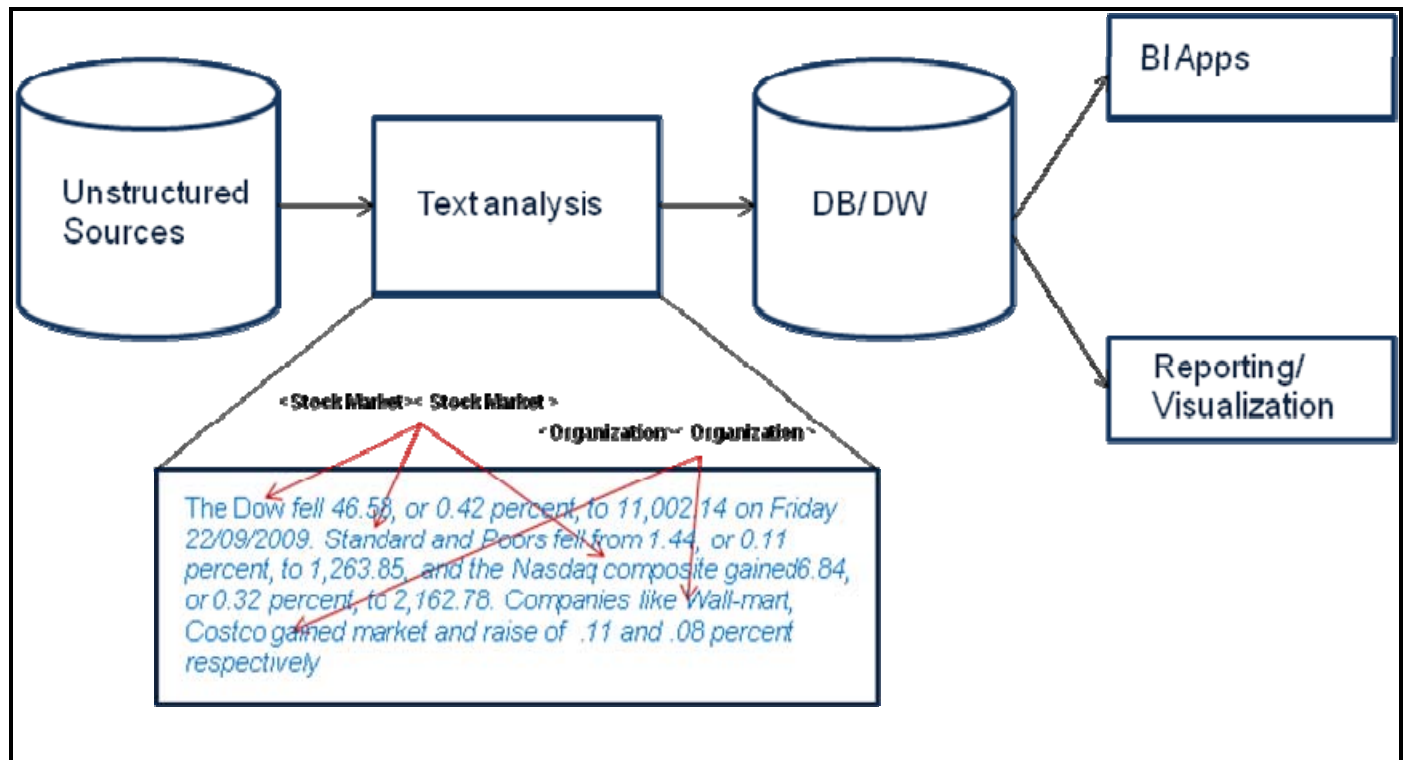 BI Apps
Unstructured
Sources
Text analysis
DB/DW
Reporting/
Visualization
<Stock Market>< Stock Market >
<Organization>< Organization >
The Dow fell 46.58, or 0.42 percent, to 11,002.14 on Friday
22/09/2009. Standard and Poors fell from 1.44, or 0.11
percent, to 1,263.85, and the Nasdaq composite gained6.84,
or 0.32 percent, to 2,162.78. Companies like Wall-mart,
Costco gained market and raise of .11 and .08 percent
respectively